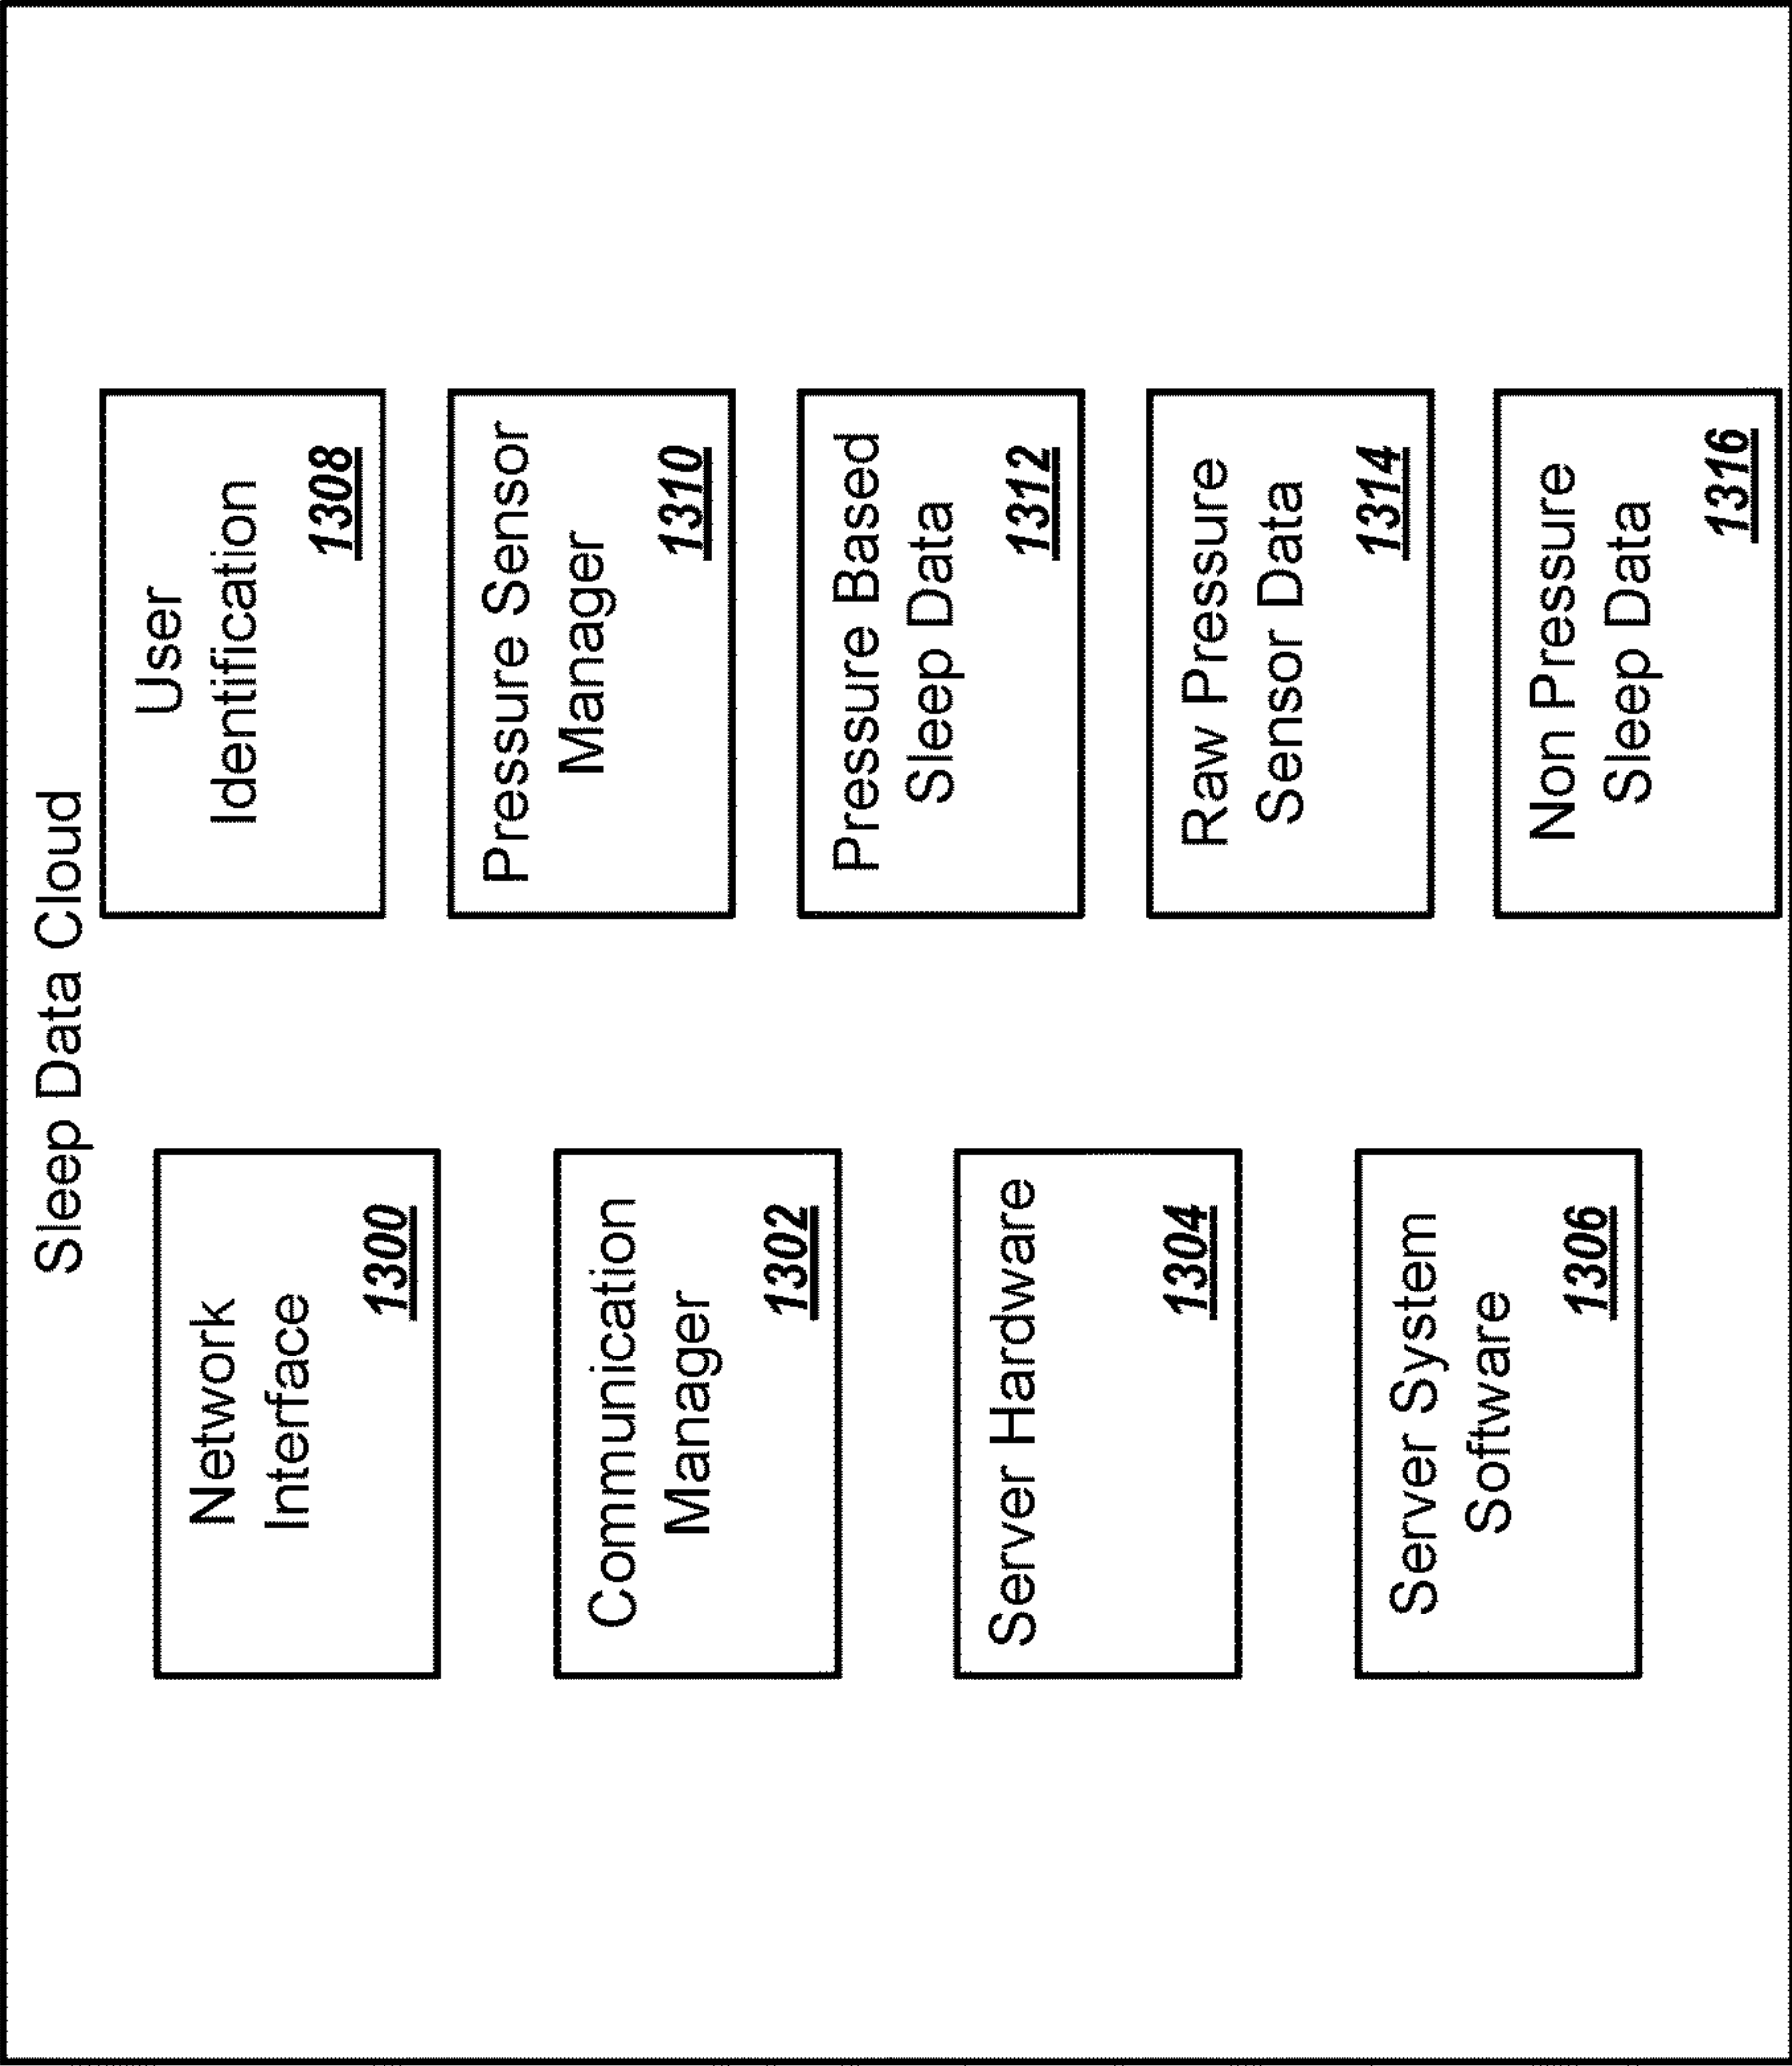 Sleep Data Cloud
Network
Interface
1300
Communication
Manager
1302
Server Hardware
1304
Server System
Software
1306
User
Identification
1308
Pressure Sensor
Manager
1310
Pressure Based
Sleep Data
1312
Raw Pressure
Sensor Data
1314
Non Pressure
Sleep Data
1316